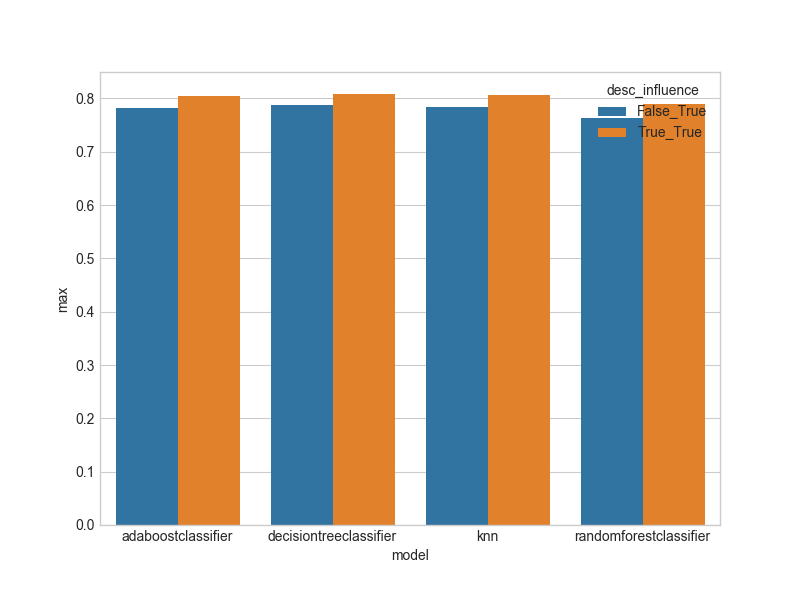 desc_influence
False_True
True_True
0.8
0.7
0.6
0.5
0.4
0.3
0.2
0.1
0.0
max
adaboostclassifier decisiontreeclassifier knn randomforestclassifier
model